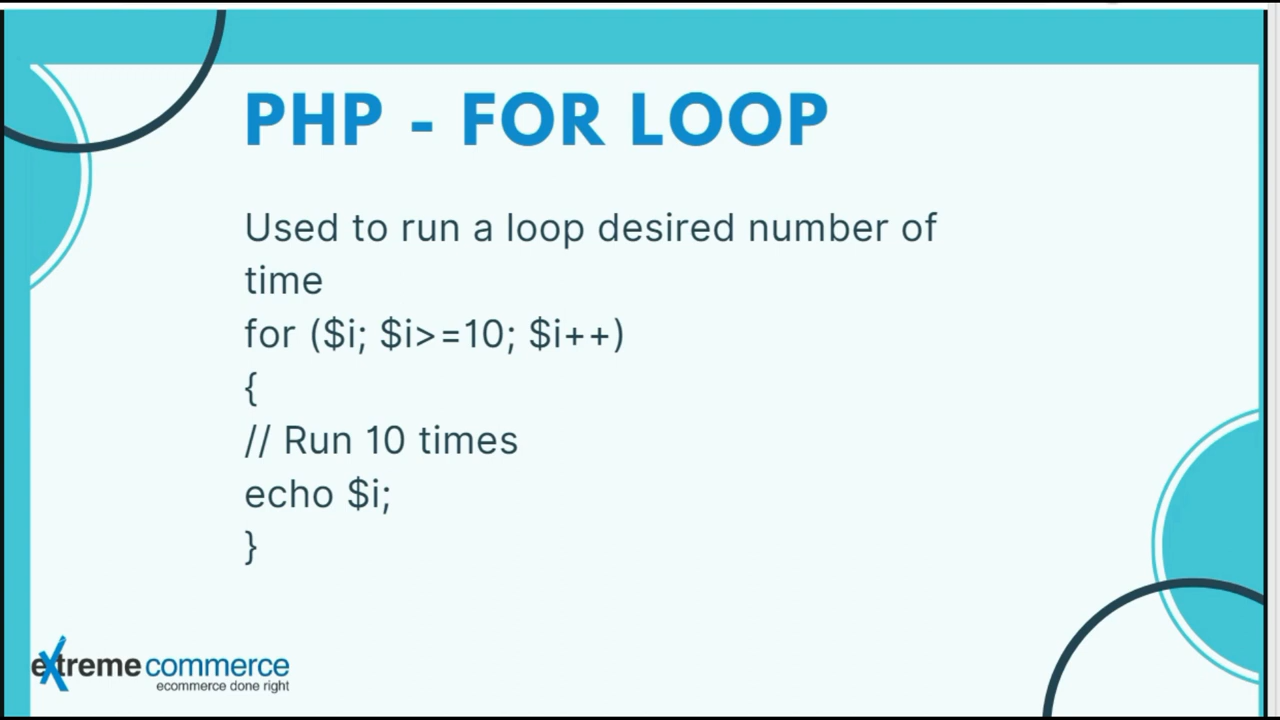 PHP - FOR LOOP
Used to run a loop desired number of
time
for ($i; $i>=10; $i++)
{
// Run 10 times
echo $i;
}
extreme commerce
ecommerce done right